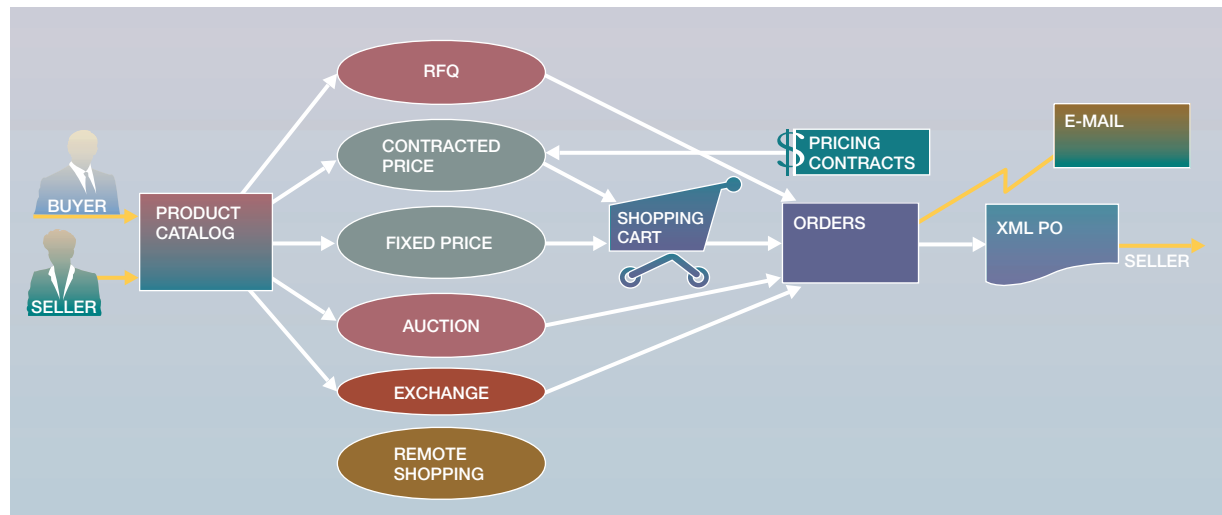 BUYER
SELLER
PRODUCT
CATALOG
RFQ
CONTRACTED
PRICE
FIXED PRICE
AUCTION
EXCHANGE
REMOTE
SHOPPING
SHOPPING
CART
$ PRICING
CONTRACTS
ORDERS
E-MAIL
XML PO
SELLER